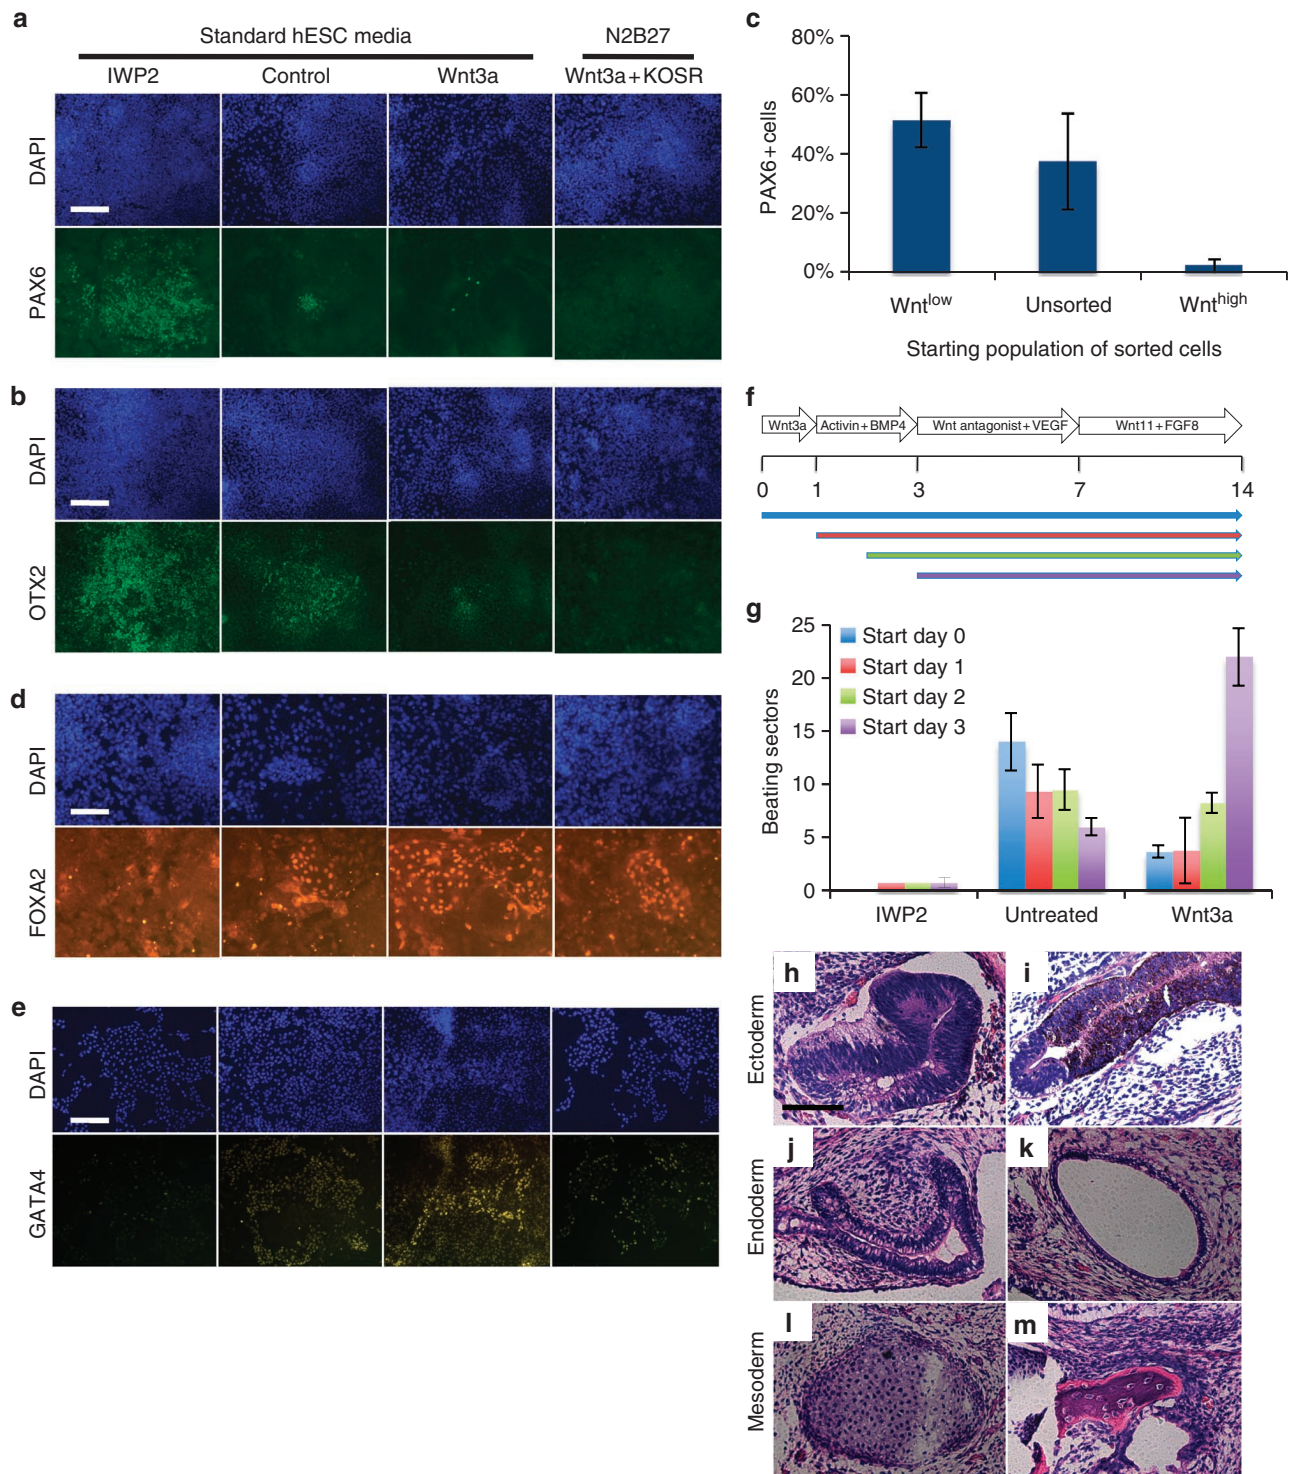 a
Standard hESC media
N2B27
IWP2
Control
Wnt3a
Wnt3a+KOSR
DAPI
PAX6
b
DAPI
OTX2
d
DAPI
FOXA2
e
DAPI
GATA4
c
80%
60%
40%
20%
0%
PAX6+cells
Wntlow
Unsorted
Wnthigh
Starting population of sorted cells
f
Wnt3a
Activin+BMP4
Wnt antagonist+VEGF
Wnt11+FGF8
0
1
3
7
14
g
25
20
15
10
5
0
Beating sectors
Start day 0
Start day 1
Start day 2
Start day 3
IWP2
Untreated
Wnt3a
Ectoderm
h
i
Endoderm
j
k
Mesoderm
l
m